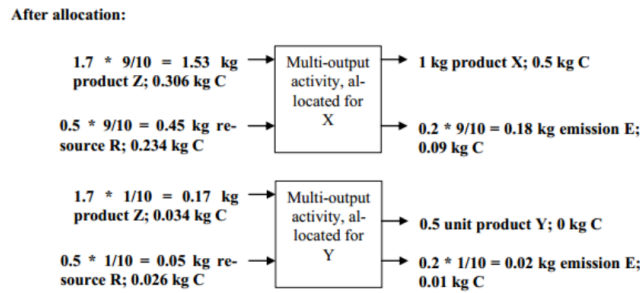 After allocation:
1.7 * 9/10 = 1.53 kg
product Z; 0.306 kg C
0.5 * 9/10 = 0.45 kg re-
source R; 0.234 kg C
Multi-output
activity, al-
located for
X
1 kg product X; 0.5 kg C
0.2 * 9/10 = 0.18 kg emission E;
0.09 kg C
1.7 * 1/10 = 0.17 kg
product Z; 0.034 kg C
0.5 * 1/10 = 0.05 kg re-
source R; 0.026 kg C
Multi-output
activity, al-
located for
Y
0.5 unit product Y; 0 kg C
0.2 * 1/10 = 0.02 kg emission E;
0.01 kg C